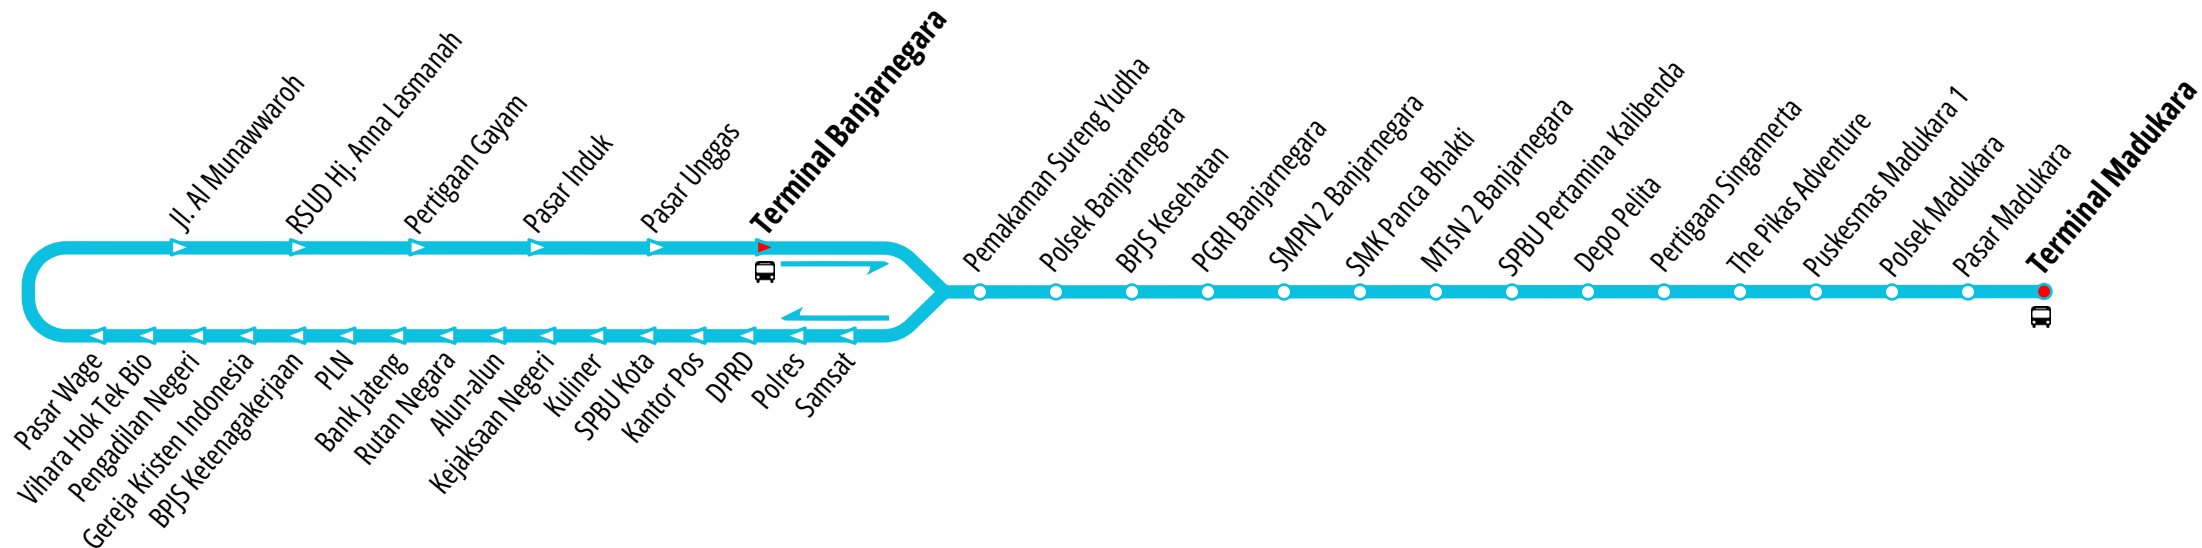 Jl. Al Munawwaroh
RSUD Hj. Anna Lasmanah
Pertigaan Gayam
Pasar Induk
Pasar Unggas
Terminal Banjarnegara
Pemakaman Sureng Yudha
Polsek Banjarnegara
BPJS Kesehatan
PGRI Banjarnegara
SMPN 2 Banjarnegara
SMK Panca Bhakti
MTsN 2 Banjarnegara
SPBU Pertamina Kalibenda
Depo Pelita
Pertigaan Singamerta
The Pikas Adventure
Puskesmas Madukara 1
Polsek Madukara
Pasar Madukara
Terminal Madukara
Pasar Wage
Vihara Hok Tek Bio
Pengadilan Negeri
Gereja Kristen Indonesia
BPJS Ketenagakerjaan
PLN
Bank Jateng
Rutan Negara
Alun-alun
Kejaksaan Negeri
Kuliner
SPBU Kota
Kantor Pos
DPRD
Polres
Samsat